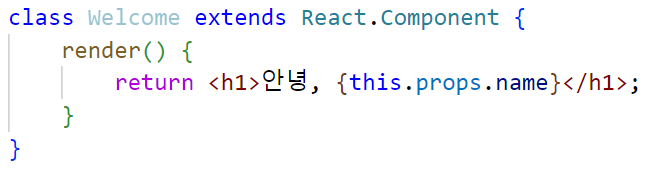 class Welcome extends React.Component {
render() {
return <h1>안녕, {this.props.name}</h1>;
}
}